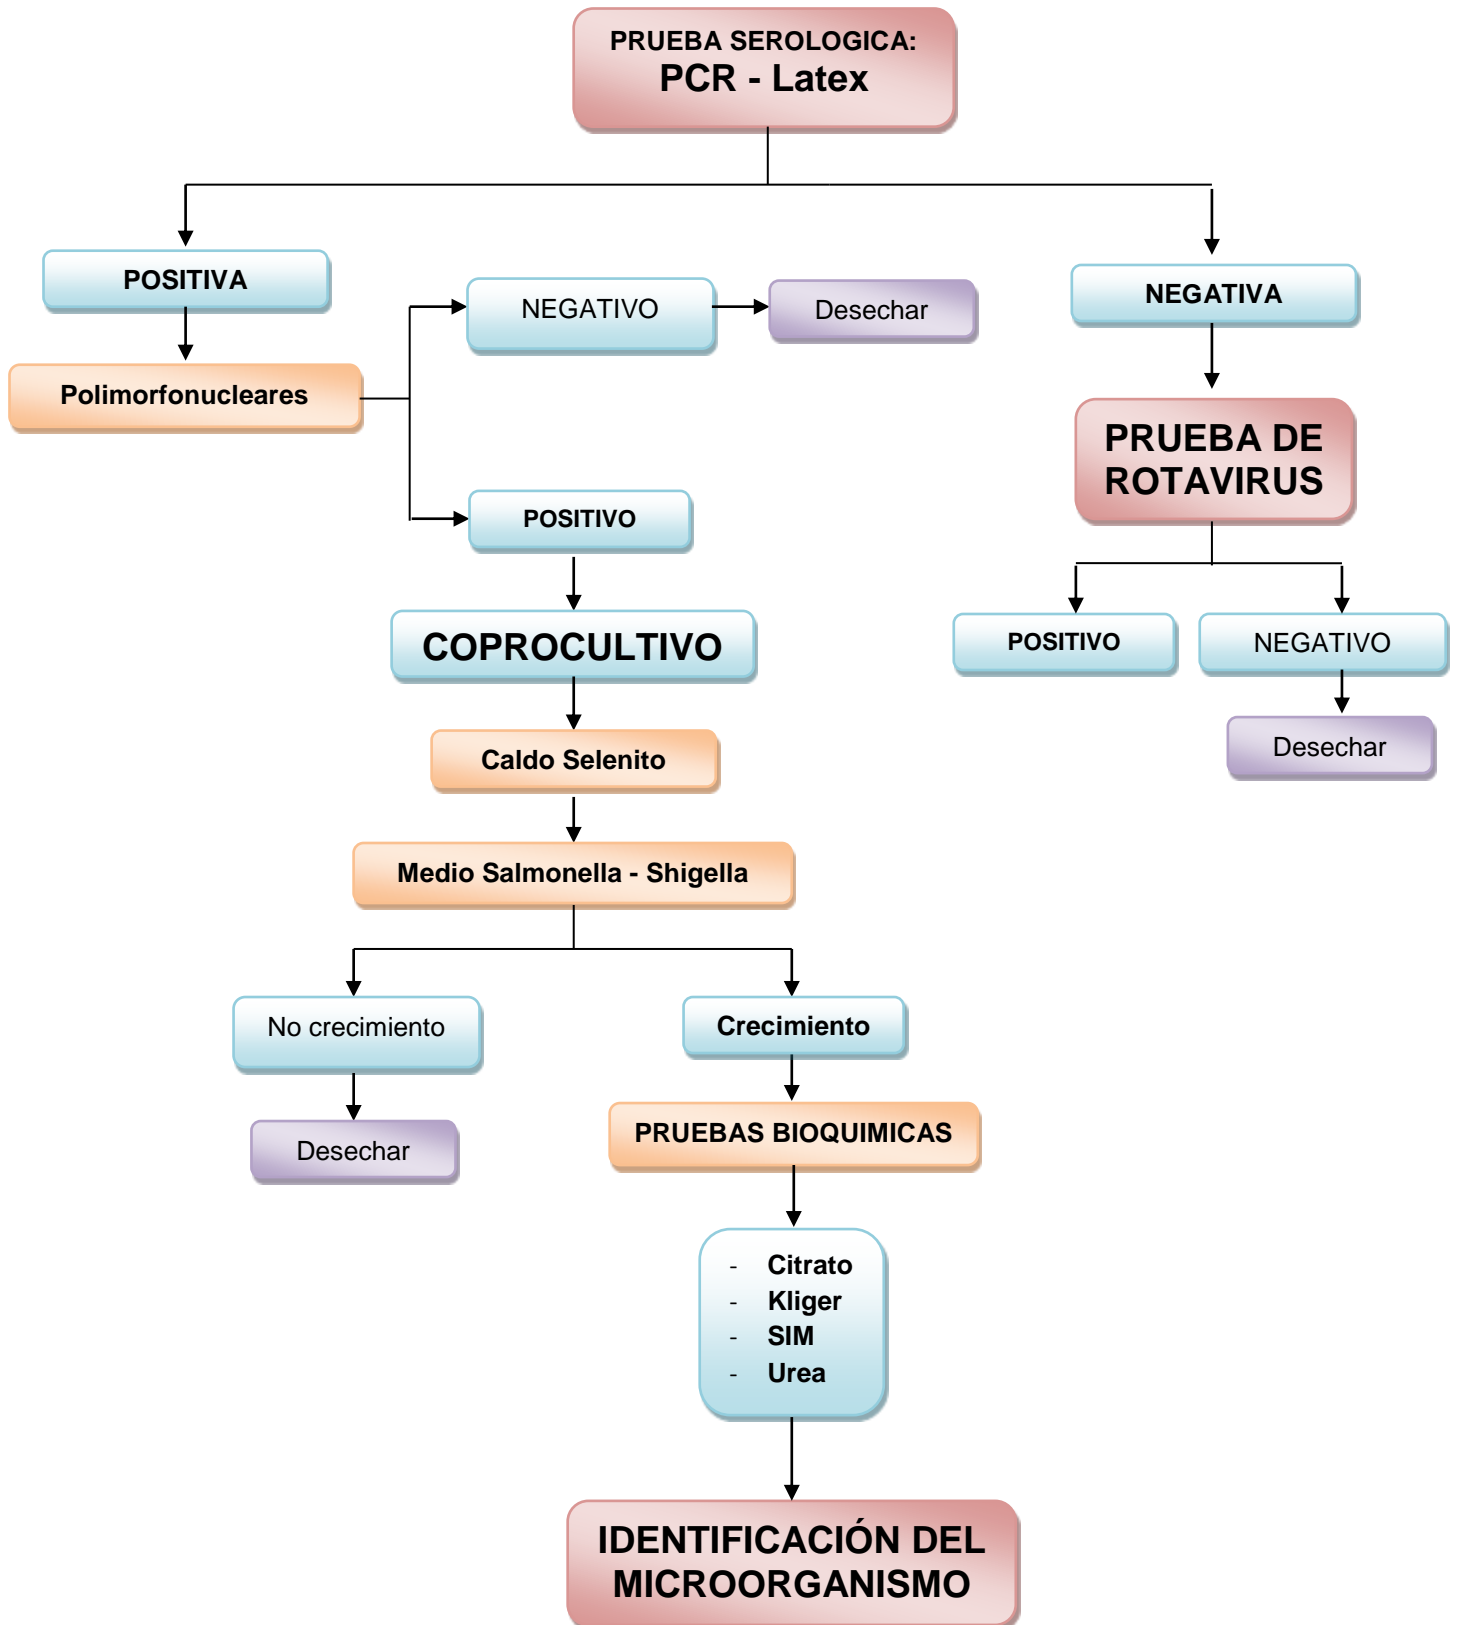 PRUEBA SEROLOGICA:
PCR - Latex
POSITIVA
NEGATIVO
Desechar
NEGATIVA
Polimorfonucleares
PRUEBA DE
ROTAVIRUS
POSITIVO
COPROCULTIVO
POSITIVO
NEGATIVO
Caldo Selenito
Desechar
Medio Salmonella - Shigella
No crecimiento
Crecimiento
Desechar
PRUEBAS BIOQUIMICAS
- Citrato
- Kliger
- SIM
- Urea
IDENTIFICACIÓN DEL
MICROORGANISMO